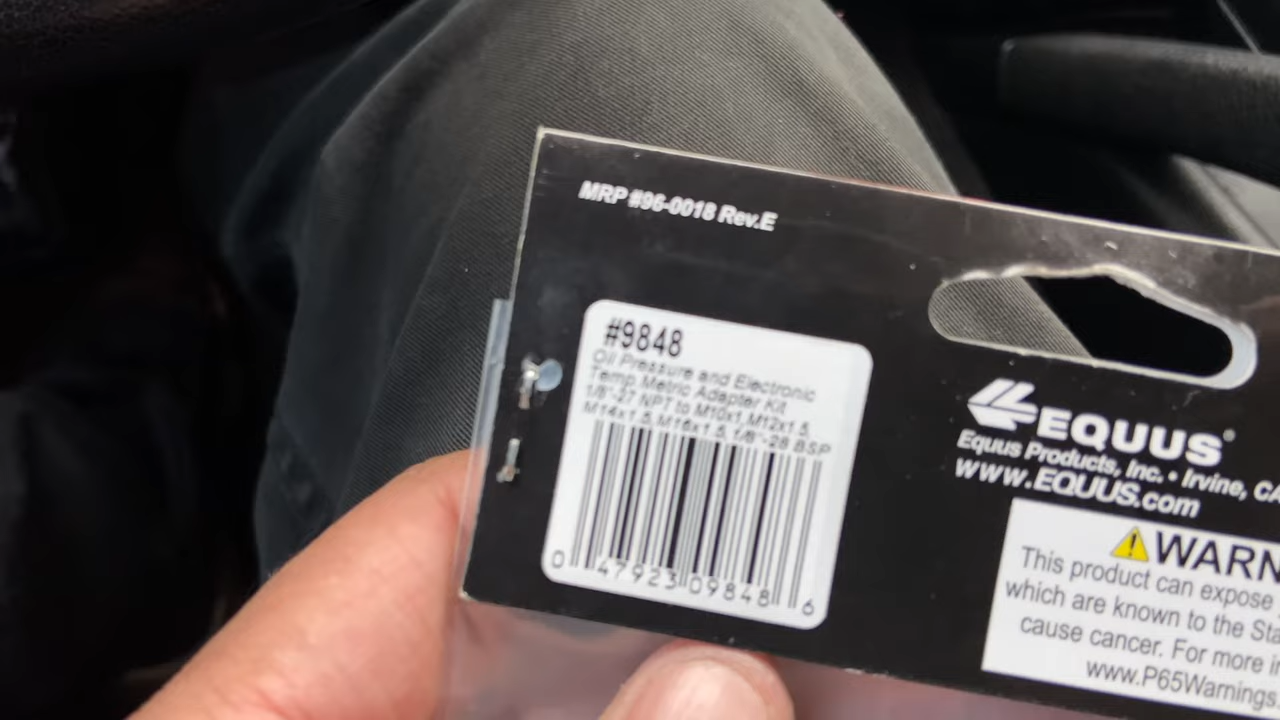 MRP #96-0018 Rev.E
#9848
Oil Pressure and Electronic
Temp. Metric Adapter Kit
1/8"-27 NPT to M10x1,M12x1.5,
M14x1.5,M16x1.5,1/8"-28 BSP
0 47923 09848 6
EQUUS
Equus Products, Inc. • Irvine, CA
www.EQUUS.com
WARN
This product can expose
which are known to the Sta
cause cancer. For more in
www.P65Warnings.